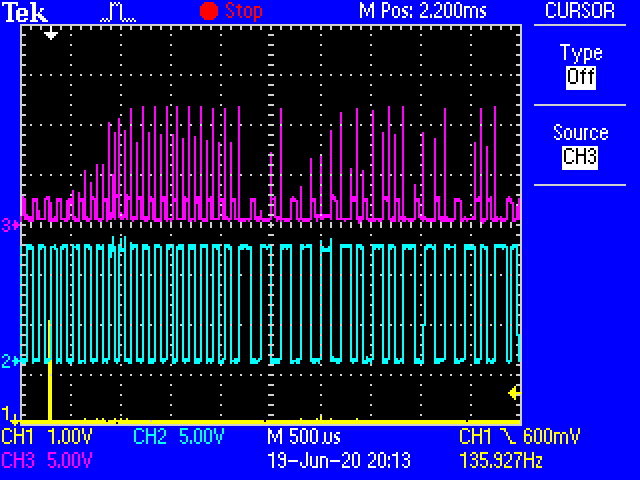 Tek Stop M Pos: 2.200ms CURSOR
Type
Off
Source
CH3
3
2
1
CH1 1.00V CH2 5.00V M 500µs CH1 600mV
CH3 5.00V 19-Jun-20 20:13 135.927Hz